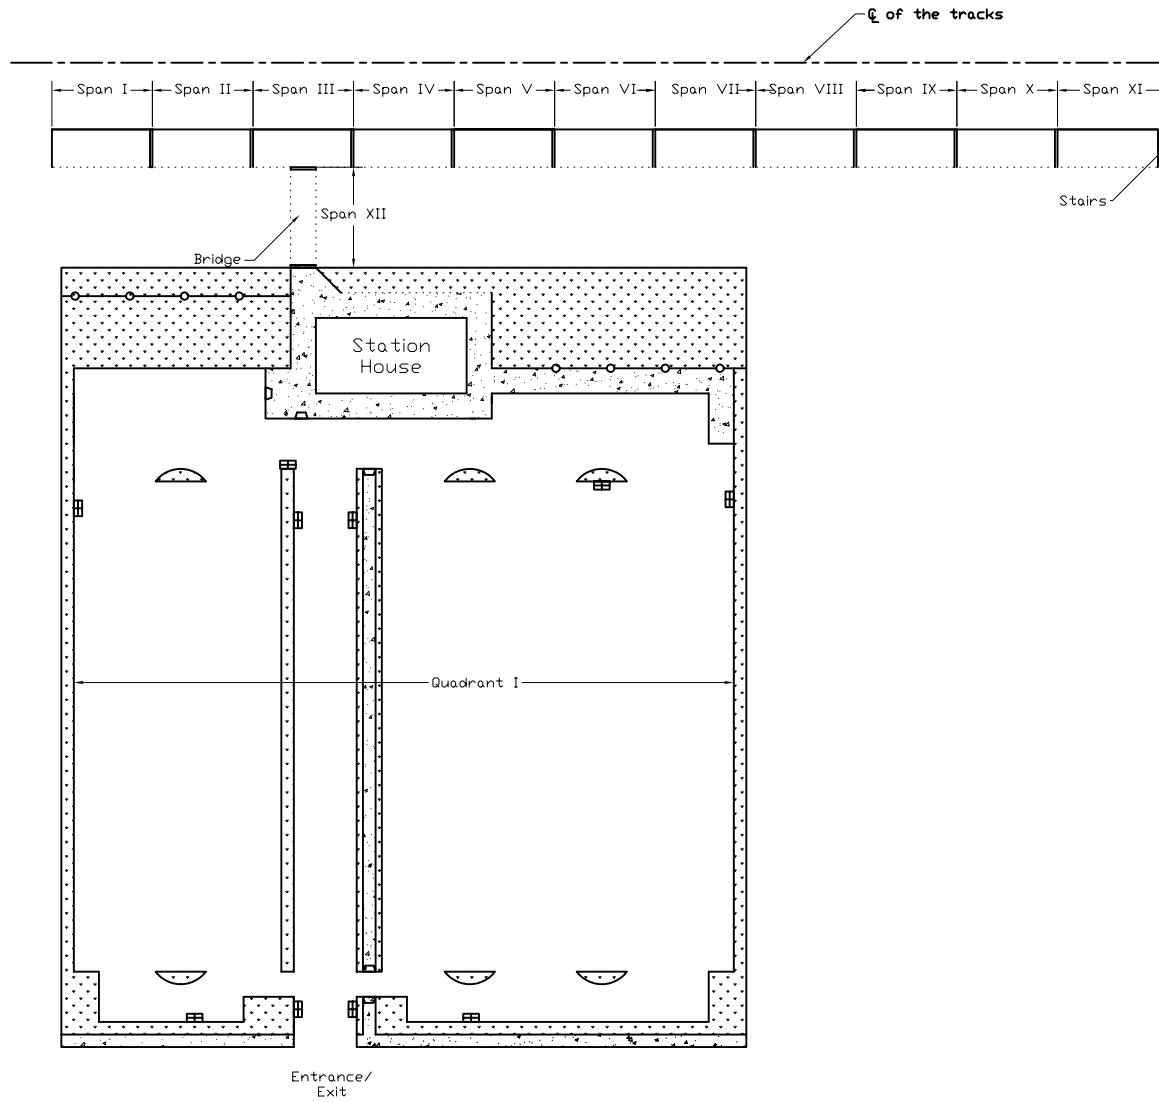 ℄ of the tracks
Span I
Span II
Span III
Span IV
Span V
Span VI
Span VII
Span VIII
Span IX
Span X
Span XI
Stairs
Span XII
Bridge
Station
House
Quadrant I
Entrance/
Exit